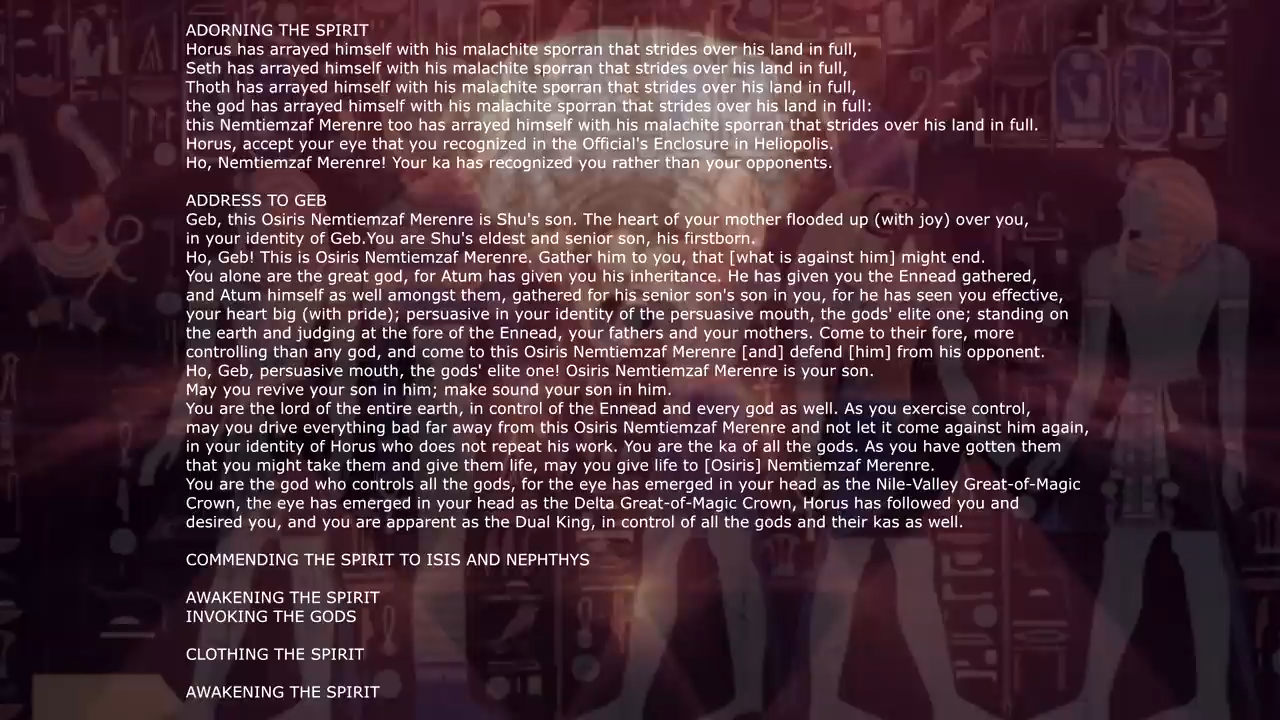 ADORNING THE SPIRIT
Horus has arrayed himself with his malachite sporran that strides over his land in full,
Seth has arrayed himself with his malachite sporran that strides over his land in full,
Thoth has arrayed himself with his malachite sporran that strides over his land in full,
the god has arrayed himself with his malachite sporran that strides over his land in full:
this Nemtiemzaf Merenre too has arrayed himself with his malachite sporran that strides over his land in full.
Horus, accept your eye that you recognized in the Official's Enclosure in Heliopolis.
Ho, Nemtiemzaf Merenre! Your ka has recognized you rather than your opponents.
ADDRESS TO GEB
Geb, this Osiris Nemtiemzaf Merenre is Shu's son. The heart of your mother flooded up (with joy) over you,
in your identity of Geb.You are Shu's eldest and senior son, his firstborn.
Ho, Geb! This is Osiris Nemtiemzaf Merenre. Gather him to you, that [what is against him] might end.
You alone are the great god, for Atum has given you his inheritance. He has given you the Ennead gathered,
and Atum himself as well amongst them, gathered for his senior son's son in you, for he has seen you effective,
your heart big (with pride); persuasive in your identity of the persuasive mouth, the gods' elite one; standing on
the earth and judging at the fore of the Ennead, your fathers and your mothers. Come to their fore, more
controlling than any god, and come to this Osiris Nemtiemzaf Merenre [and] defend [him] from his opponent.
Ho, Geb, persuasive mouth, the gods' elite one! Osiris Nemtiemzaf Merenre is your son.
May you revive your son in him; make sound your son in him.
You are the lord of the entire earth, in control of the Ennead and every god as well. As you exercise control,
may you drive everything bad far away from this Osiris Nemtiemzaf Merenre and not let it come against him again,
in your identity of Horus who does not repeat his work. You are the ka of all the gods. As you have gotten them
that you might take them and give them life, may you give life to [Osiris] Nemtiemzaf Merenre.
You are the god who controls all the gods, for the eye has emerged in your head as the Nile-Valley Great-of-Magic
Crown, the eye has emerged in your head as the Delta Great-of-Magic Crown, Horus has followed you and
desired you, and you are apparent as the Dual King, in control of all the gods and their kas as well.
COMMENDING THE SPIRIT TO ISIS AND NEPHTHYS
AWAKENING THE SPIRIT
INVOKING THE GODS
CLOTHING THE SPIRIT
AWAKENING THE SPIRIT